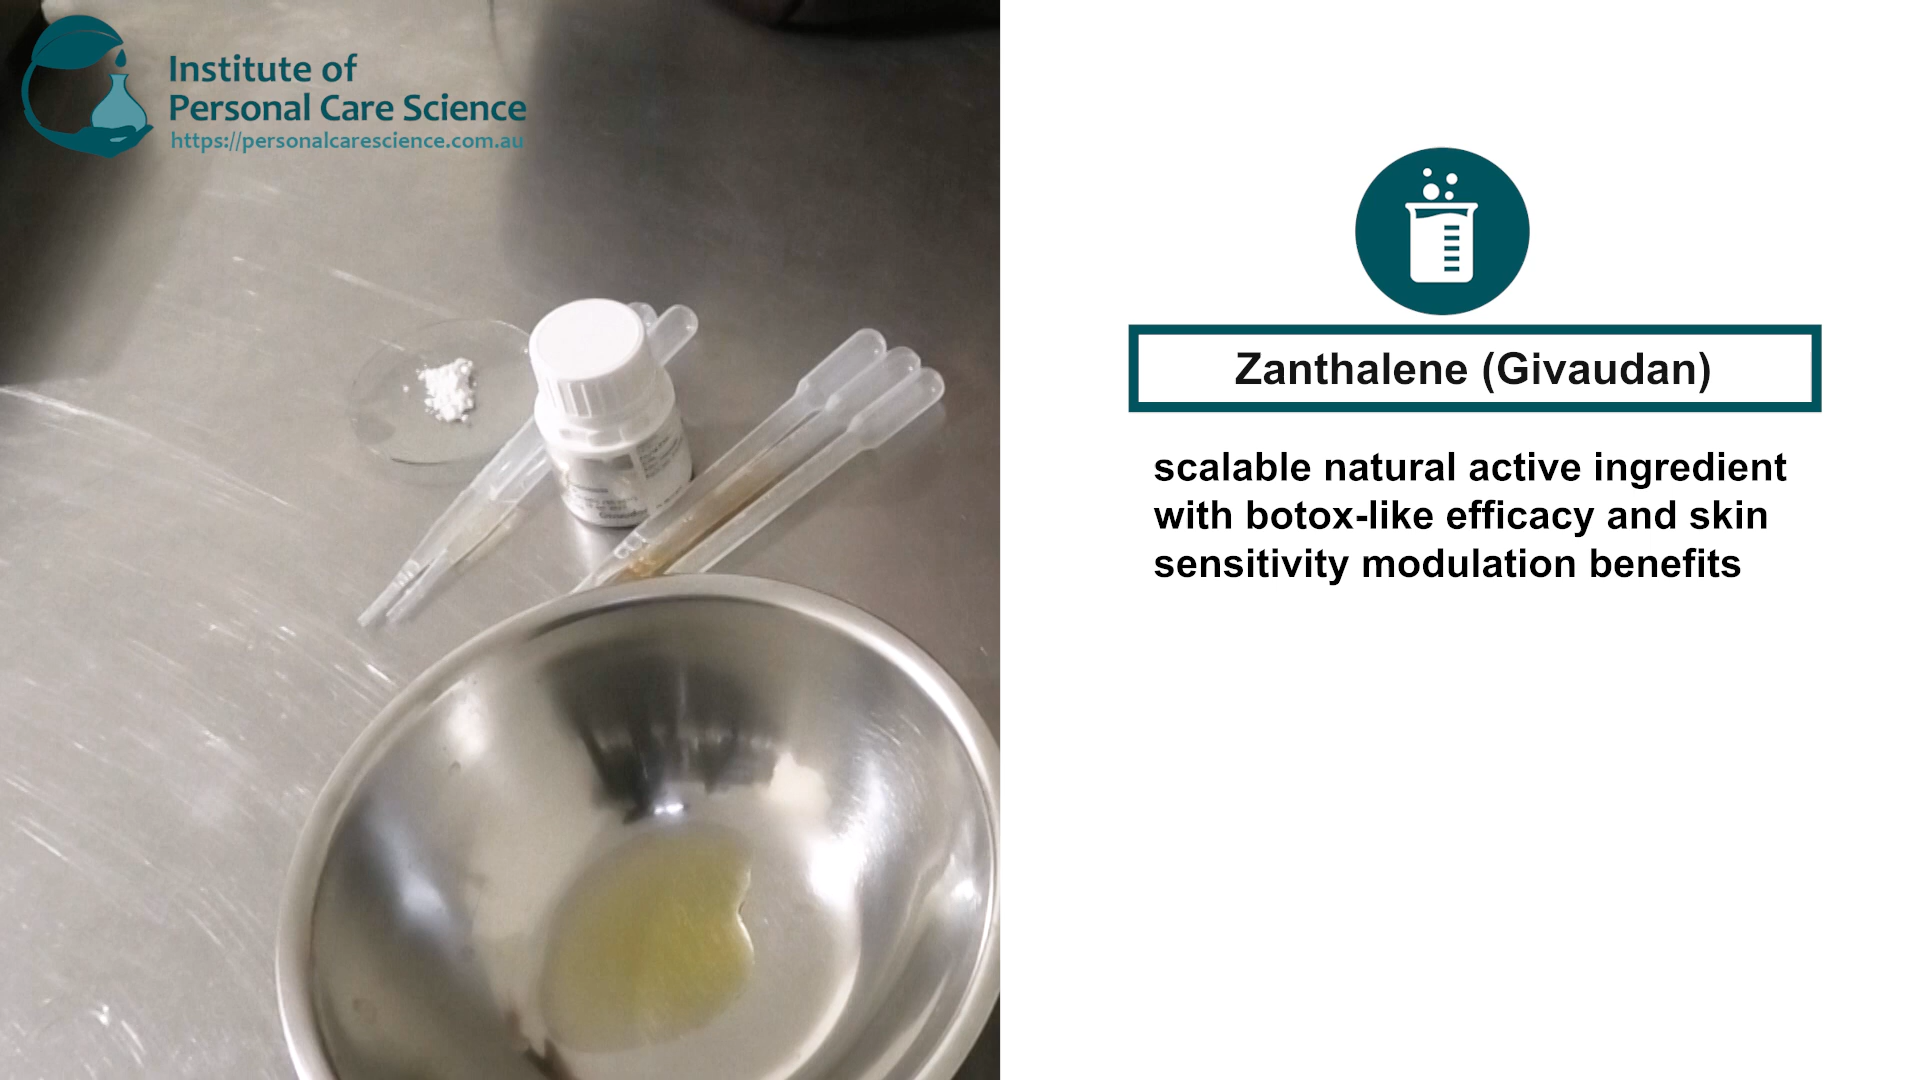 Institute of
Personal Care Science
https://personalcarescience.com.au
Zanthalene (Givaudan)
scalable natural active ingredient
with botox-like efficacy and skin
sensitivity modulation benefits
Givaudan